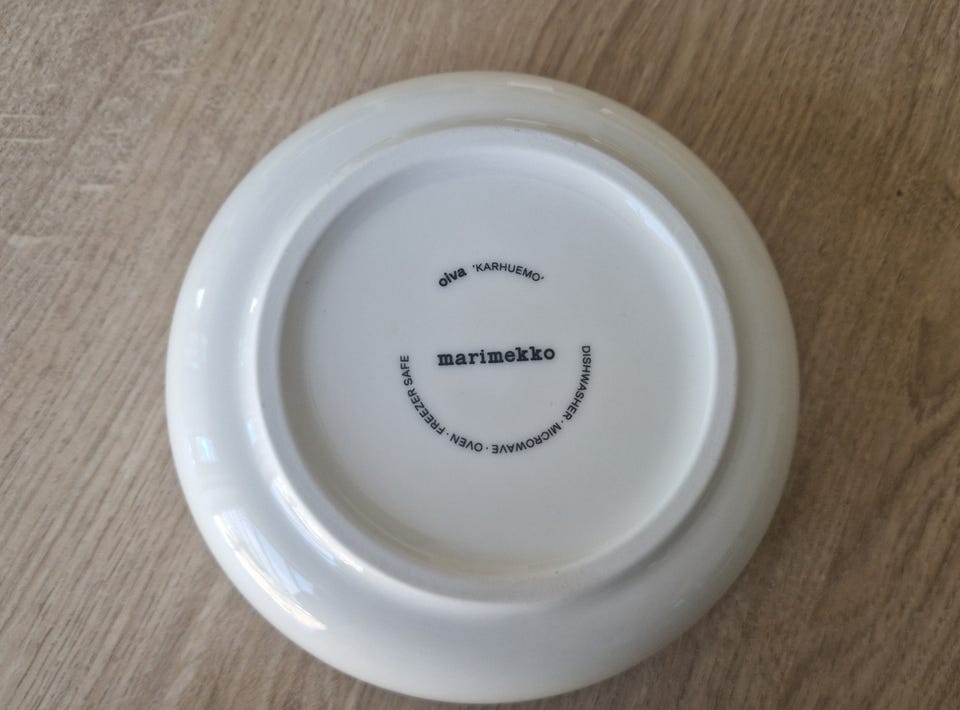 oiva 'KARHUEMO'
marimekko
DISHWASHER · MICROWAVE · OVEN · FREEZER SAFE